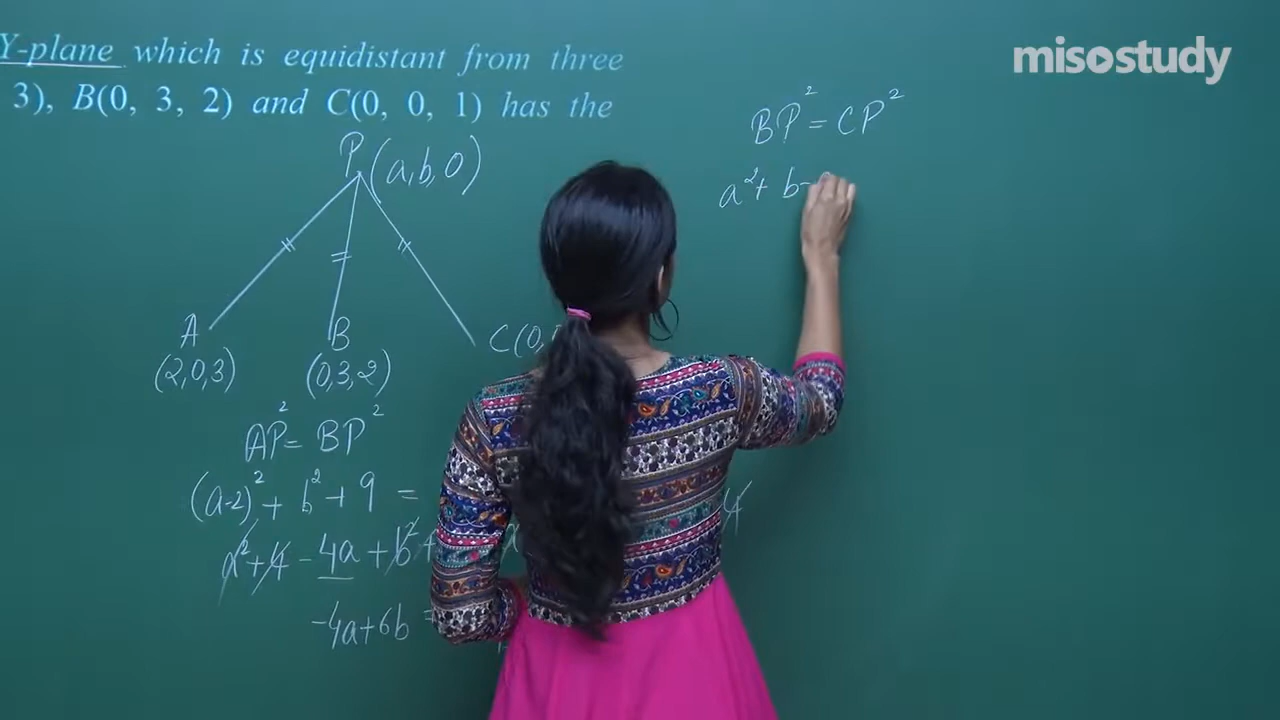 Y-plane which is equidistant from three
3), B(0, 3, 2) and C(0, 0, 1) has the
misostudy
P(a,b,0)
A
(2,0,3)
B
(0,3,2)
C(0,
AP² = BP²
(a-2)² + b² + 9 =
a² + 4 - 4a + b² +
4
-4a+6b =
BP² = CP²
a² + b-